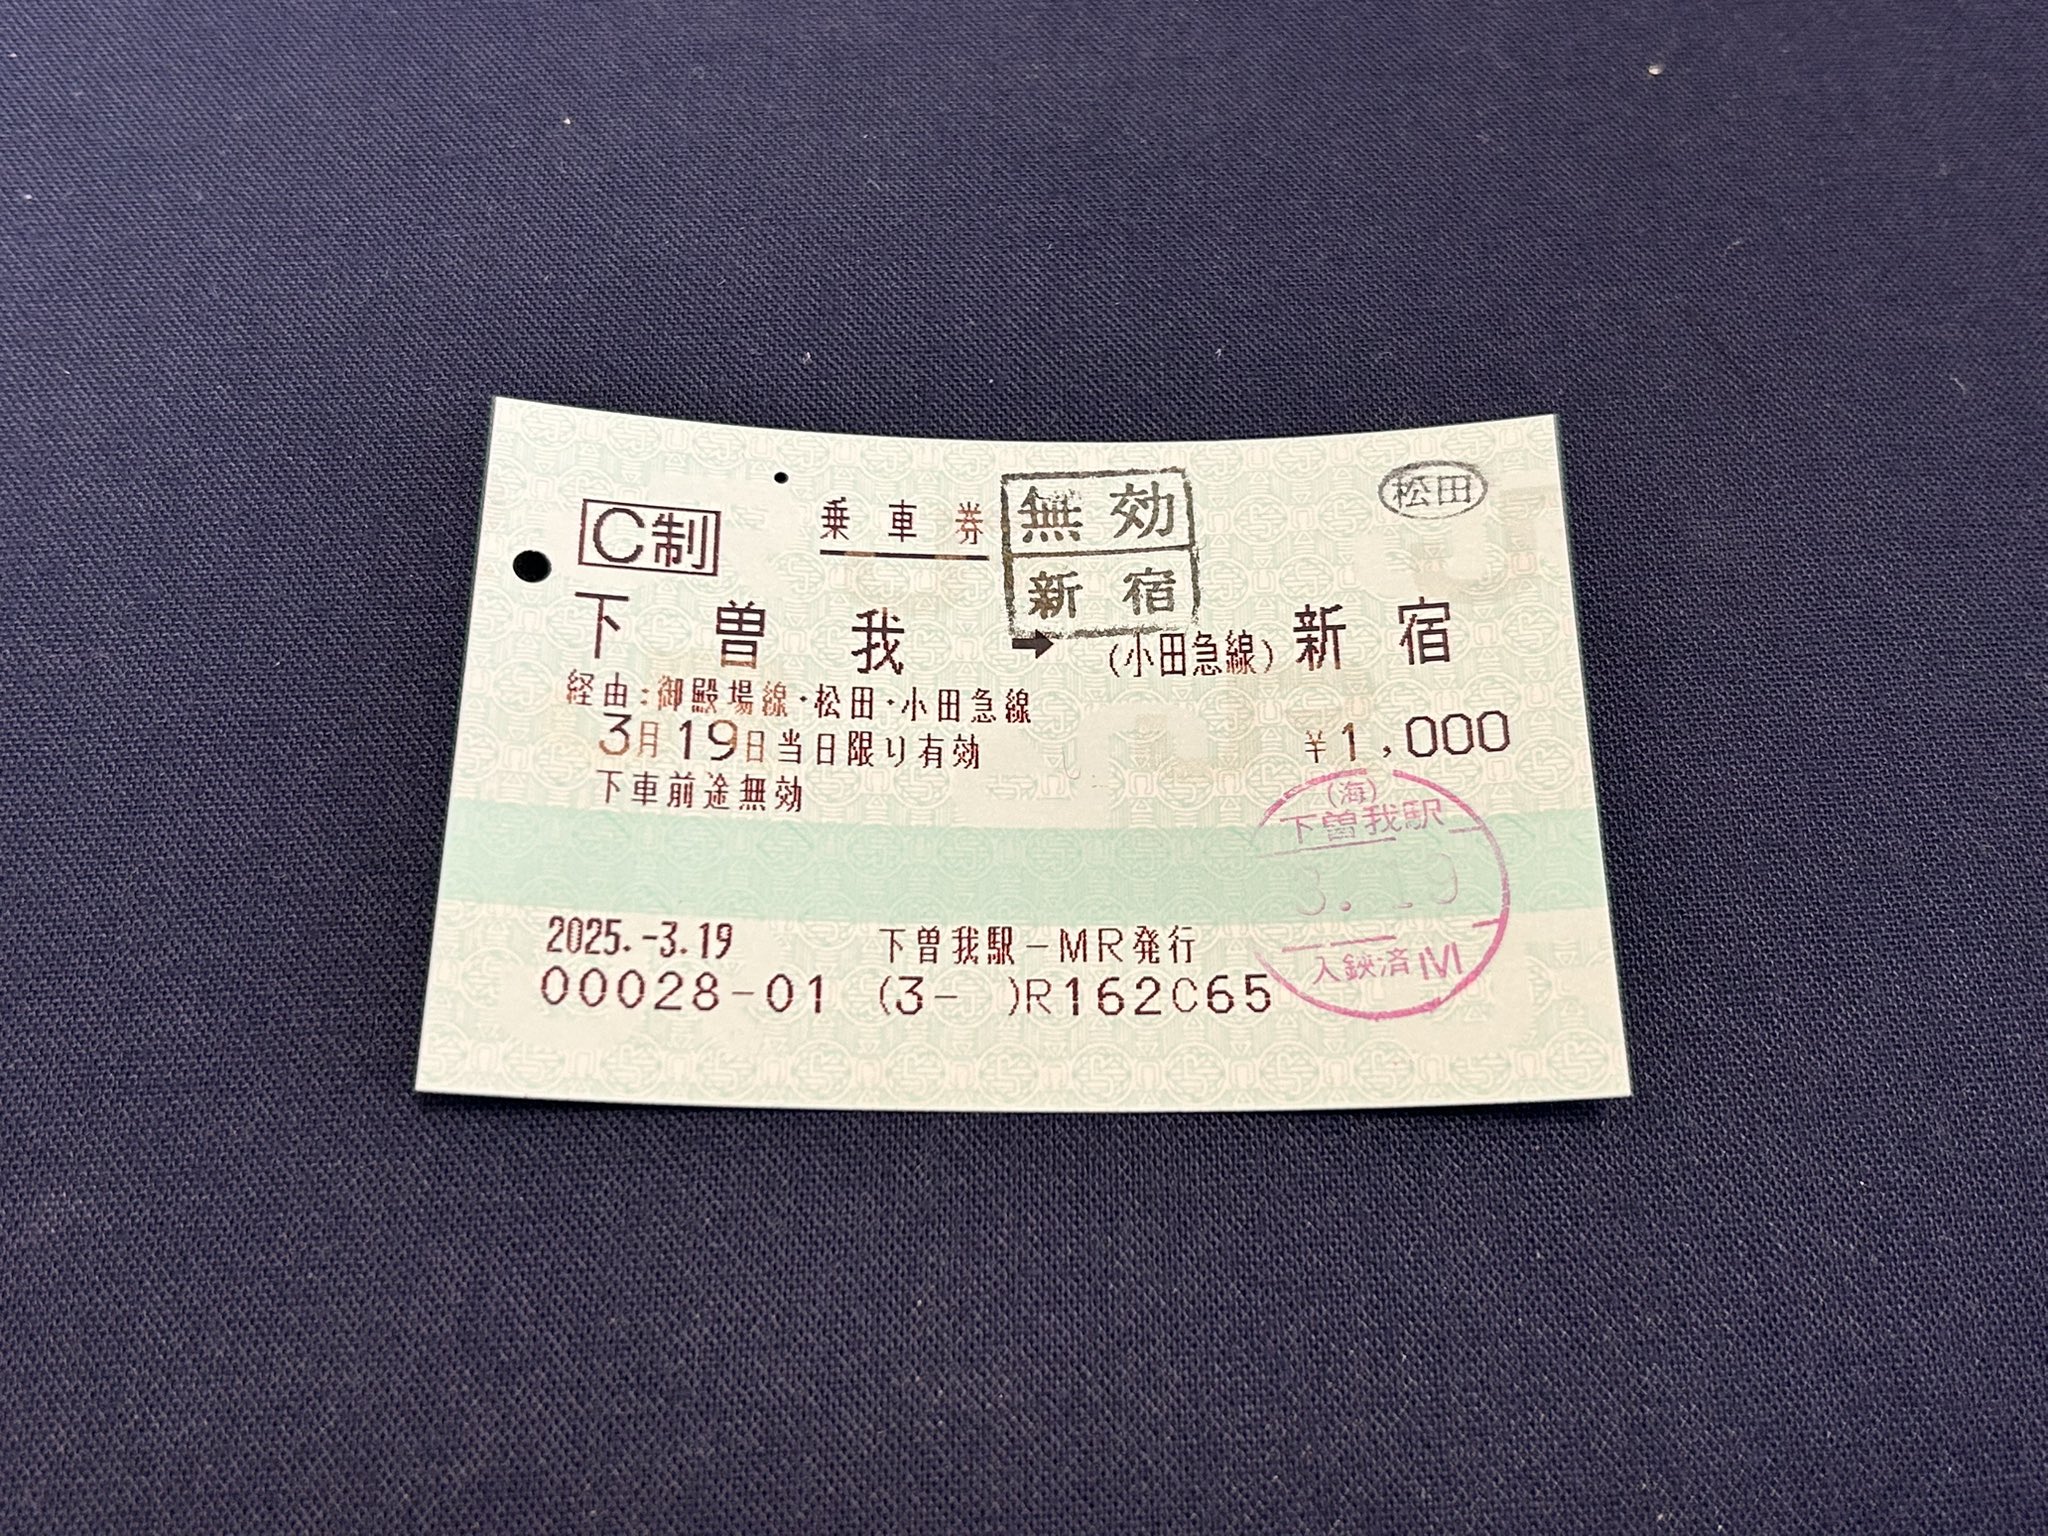 C制 乗車券
無効
新宿
松田
下曽我 ➡ (小田急線)新宿
経由:御殿場線・松田・小田急線
3月19日当日限り有効 ¥1,000
下車前途無効
(海)
下曽我駅
3.19
入鋏済
2025.-3.19 下曽我駅-MR発行
00028-01 (3- )R162C65